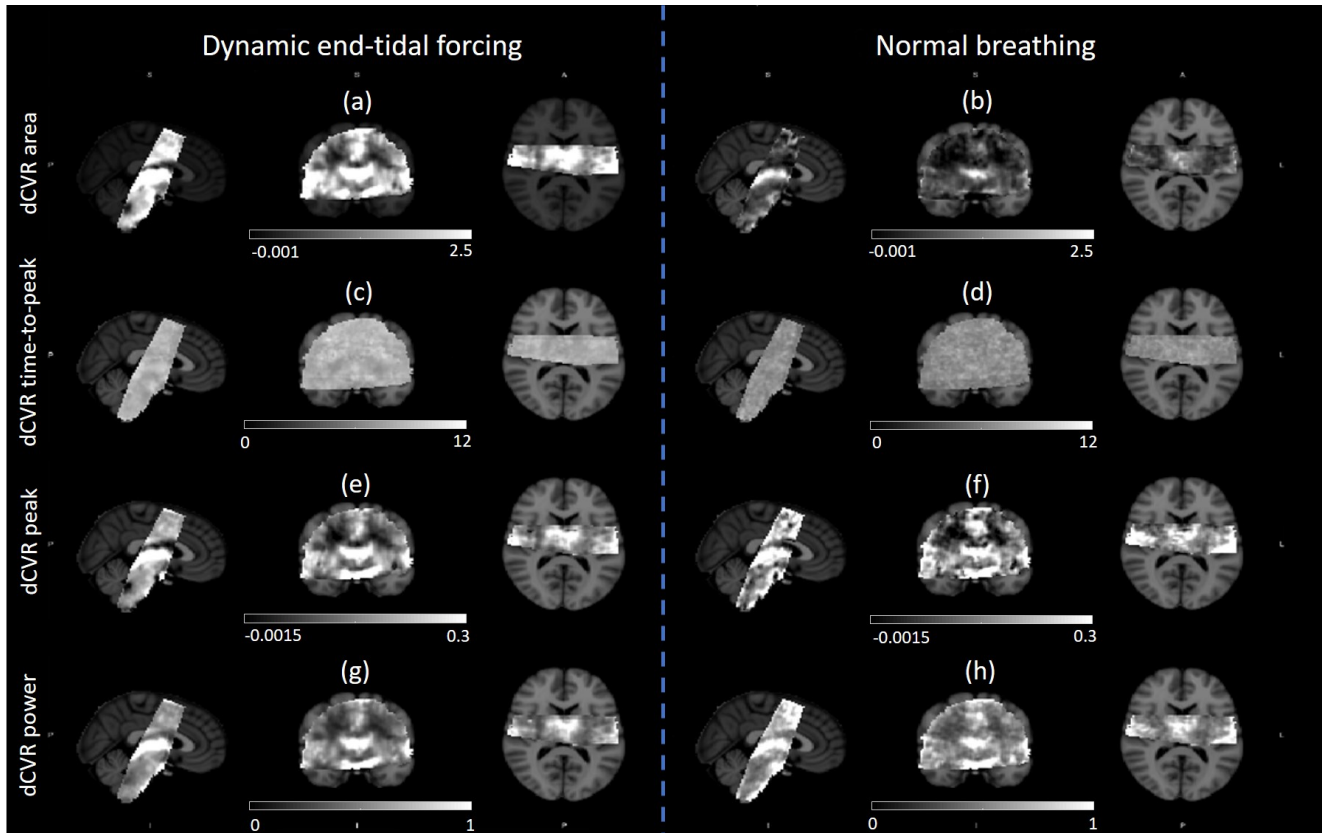 Dynamic end-tidal forcing
Normal breathing
S S A
S S A
dCVR area
(a)
(b)
P
L
-0.001 2.5
-0.001 2.5
dCVR time-to-peak
(c)
(d)
P
L
0 12
0 12
dCVR peak
(e)
(f)
P
L
-0.0015 0.3
-0.0015 0.3
dCVR power
(g)
(h)
P
L
0 1
0 1
I I P
I I P